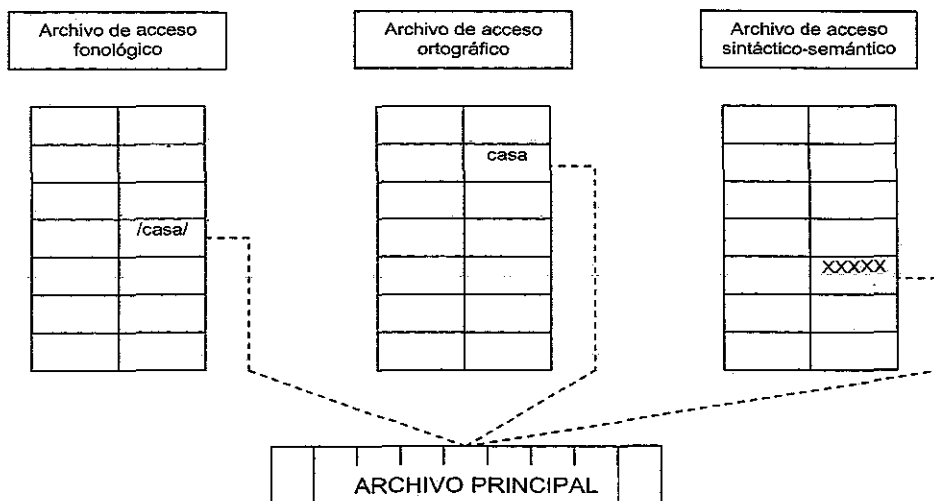 Archivo de acceso
fonológico
Archivo de acceso
ortográfico
Archivo de acceso
sintáctico-semántico
casa
/casa/
XXXXX
ARCHIVO PRINCIPAL